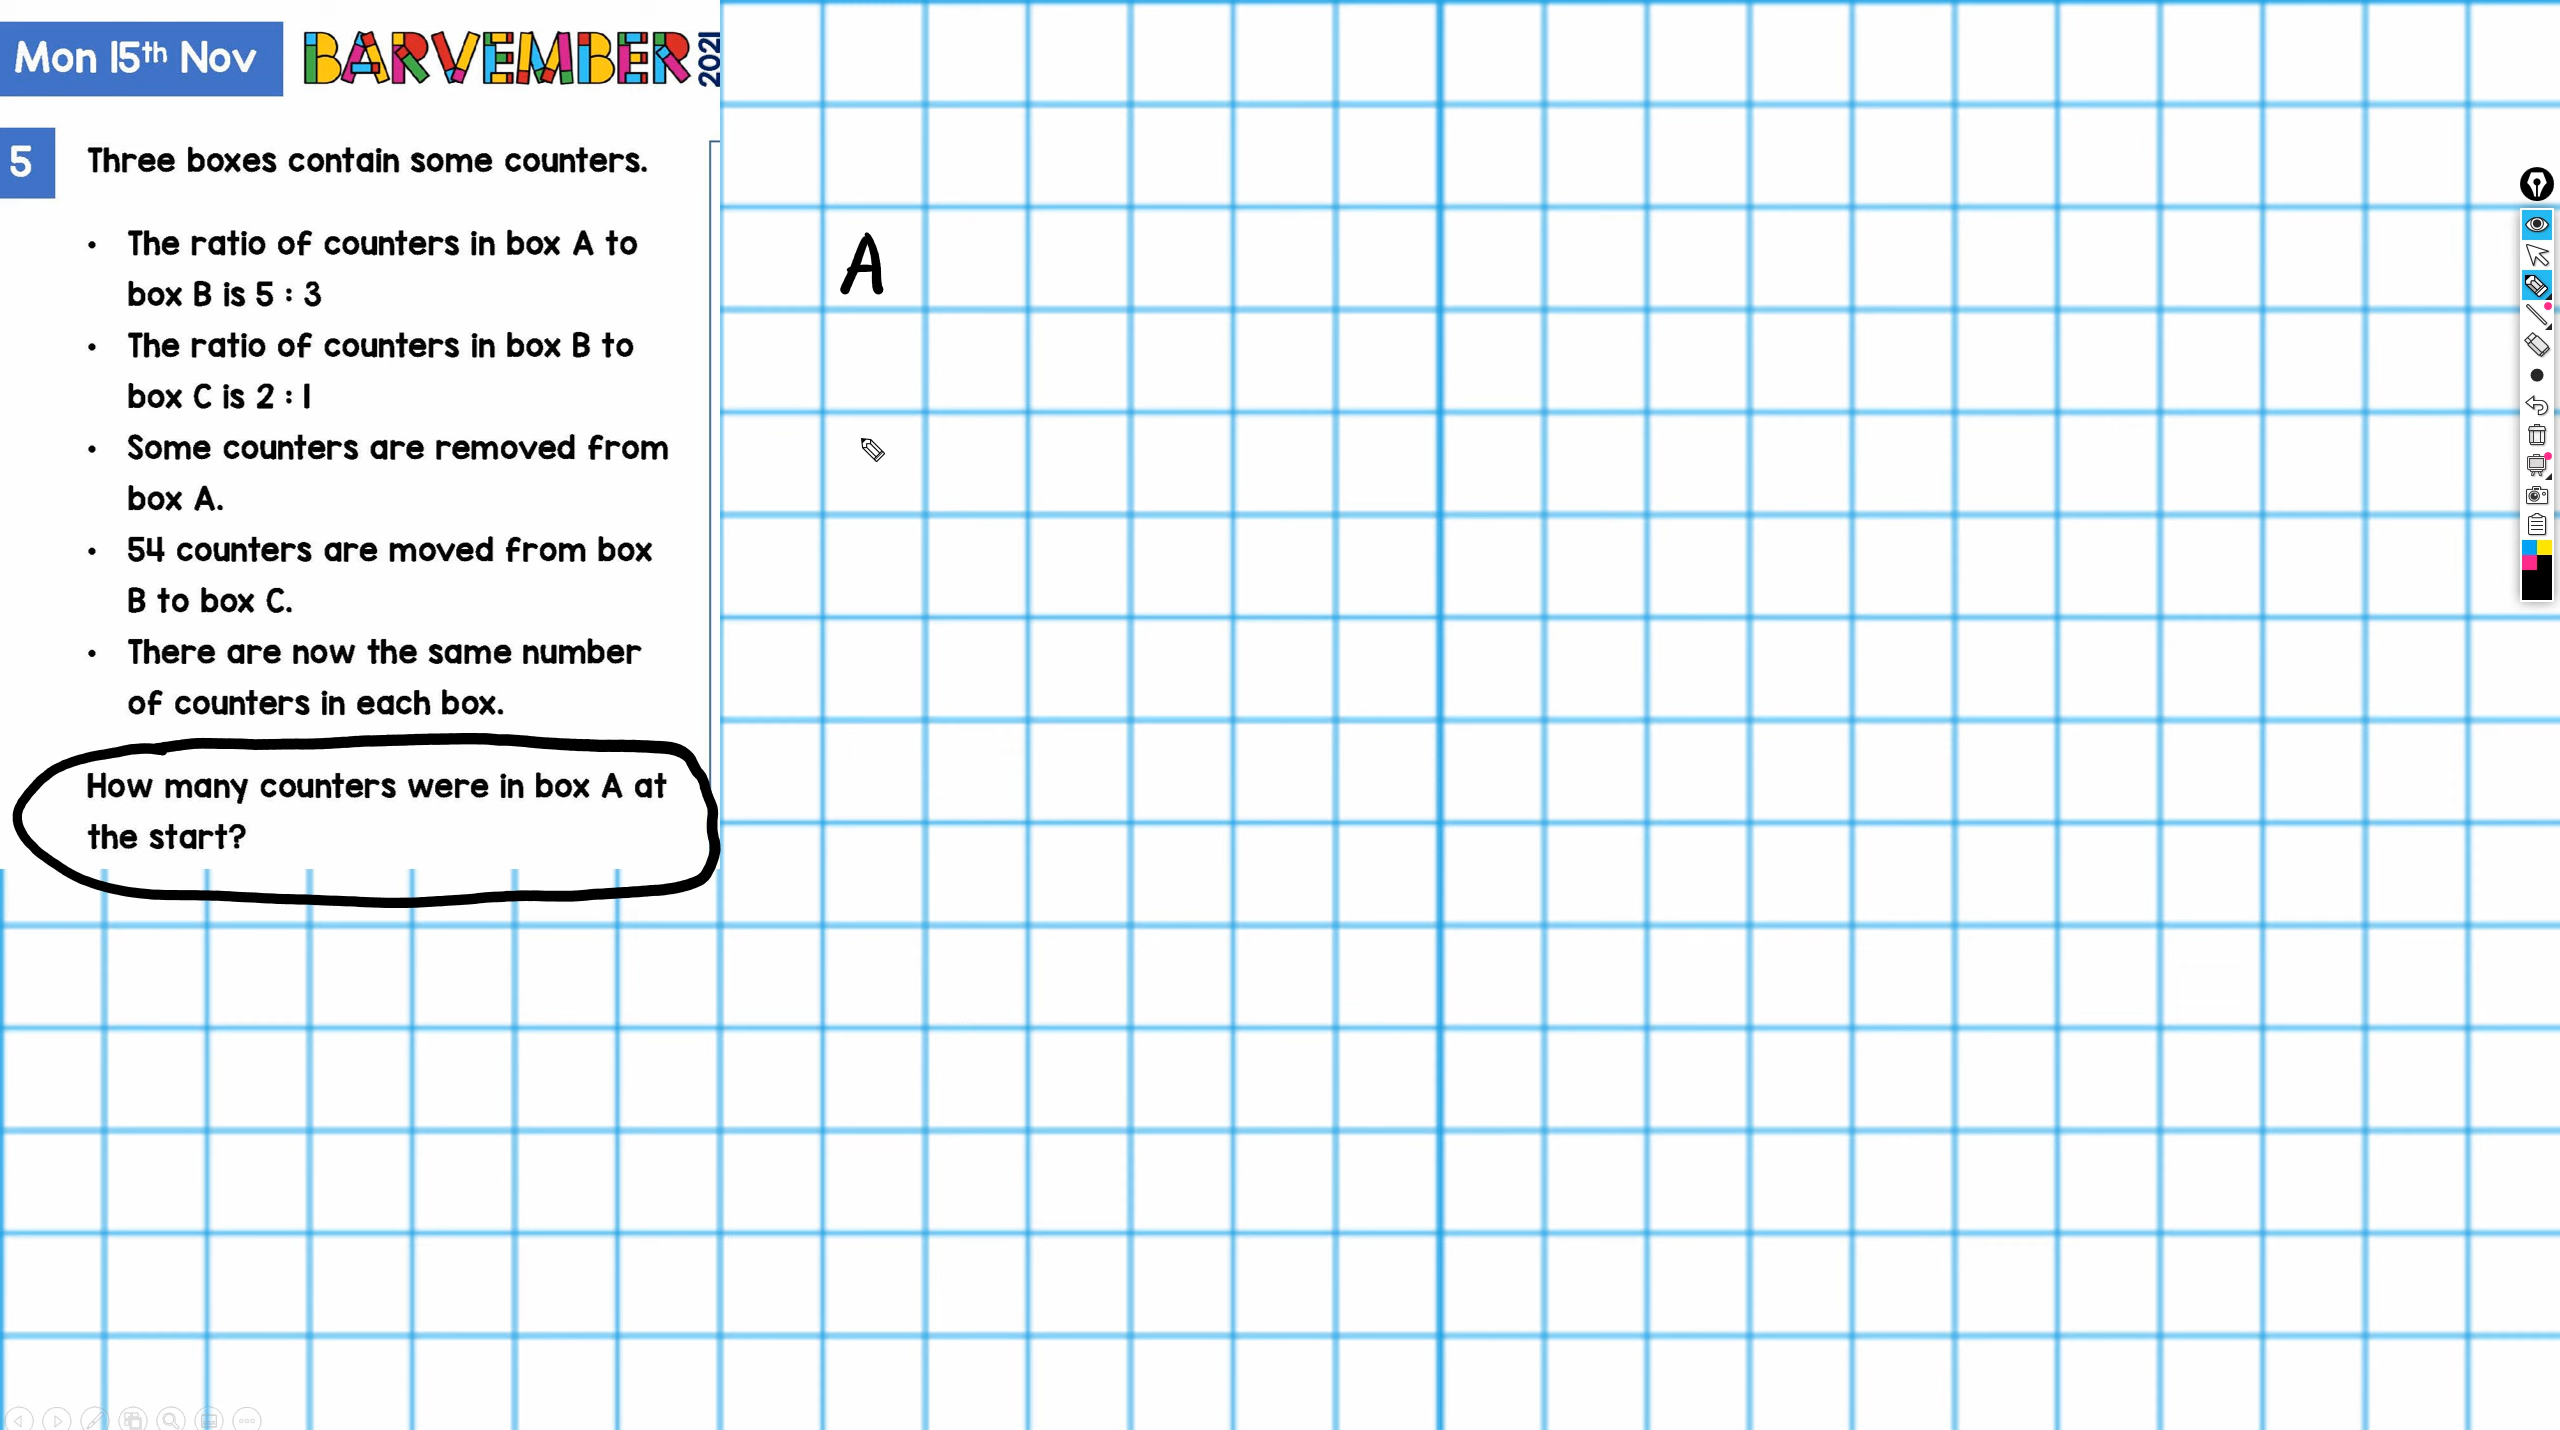 Mon 15th Nov
BARVEMBER 2021
5
Three boxes contain some counters.
• The ratio of counters in box A to
box B is 5 : 3
• The ratio of counters in box B to
box C is 2 : 1
• Some counters are removed from
box A.
• 54 counters are moved from box
B to box C.
• There are now the same number
of counters in each box.
How many counters were in box A at
the start?
A